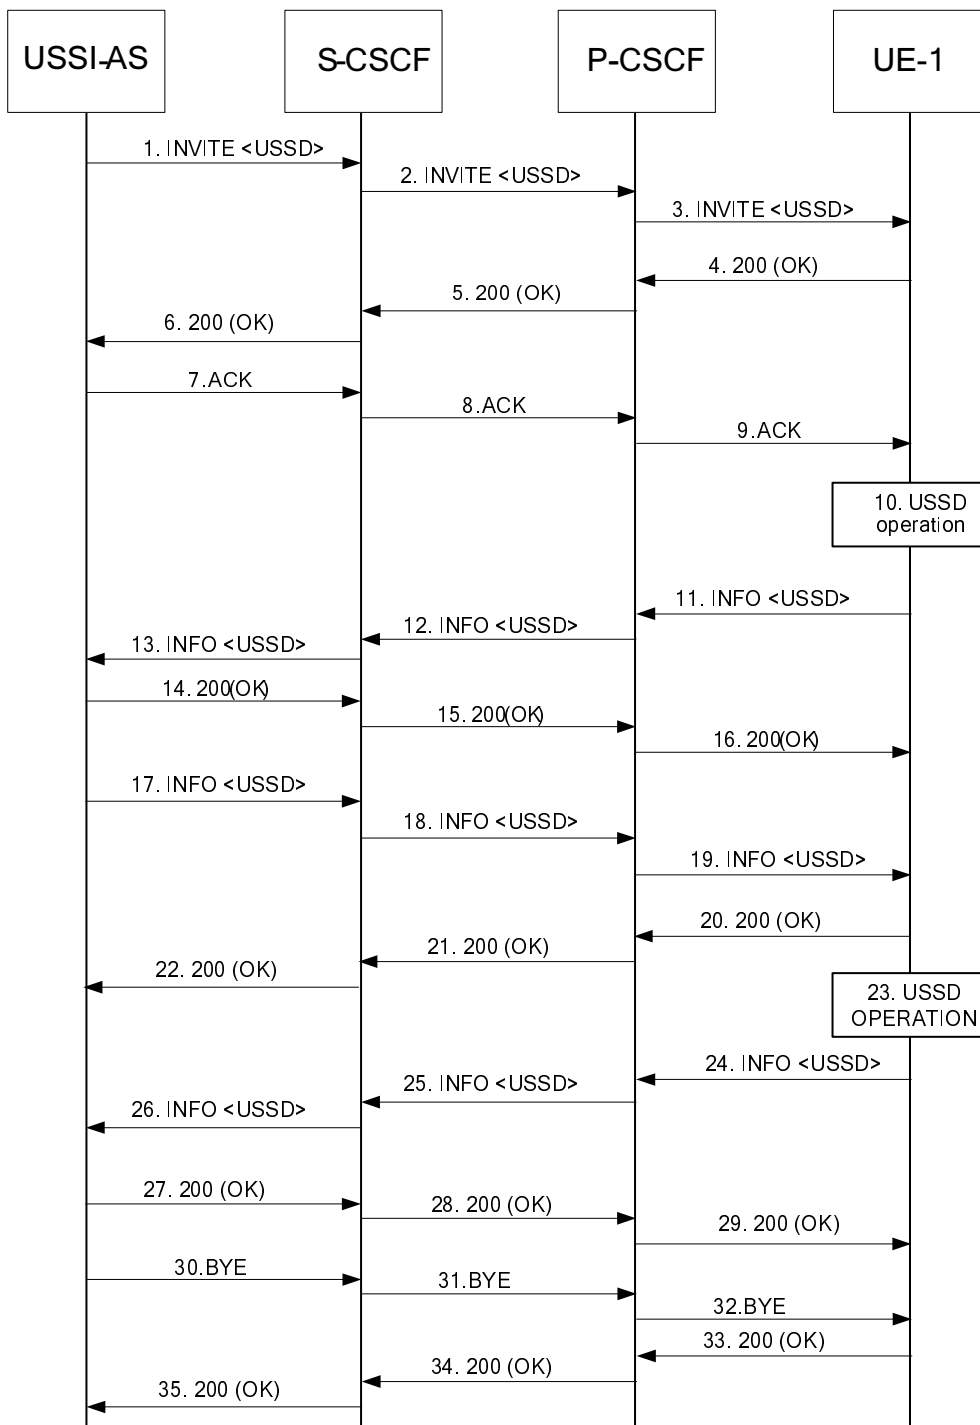 USSI-AS
S-CSCF
P-CSCF
UE-1
1. INVITE <USSD>
2. INVITE <USSD>
3. INVITE <USSD>
4. 200 (OK)
5. 200 (OK)
6. 200 (OK)
7.ACK
8.ACK
9.ACK
10. USSD
operation
11. INFO <USSD>
12. INFO <USSD>
13. INFO <USSD>
14. 200(OK)
15. 200(OK)
16. 200(OK)
17. INFO <USSD>
18. INFO <USSD>
19. INFO <USSD>
20. 200 (OK)
21. 200 (OK)
22. 200 (OK)
23. USSD
OPERATION
24. INFO <USSD>
25. INFO <USSD>
26. INFO <USSD>
27. 200 (OK)
28. 200 (OK)
29. 200 (OK)
30.BYE
31.BYE
32.BYE
33. 200 (OK)
34. 200 (OK)
35. 200 (OK)